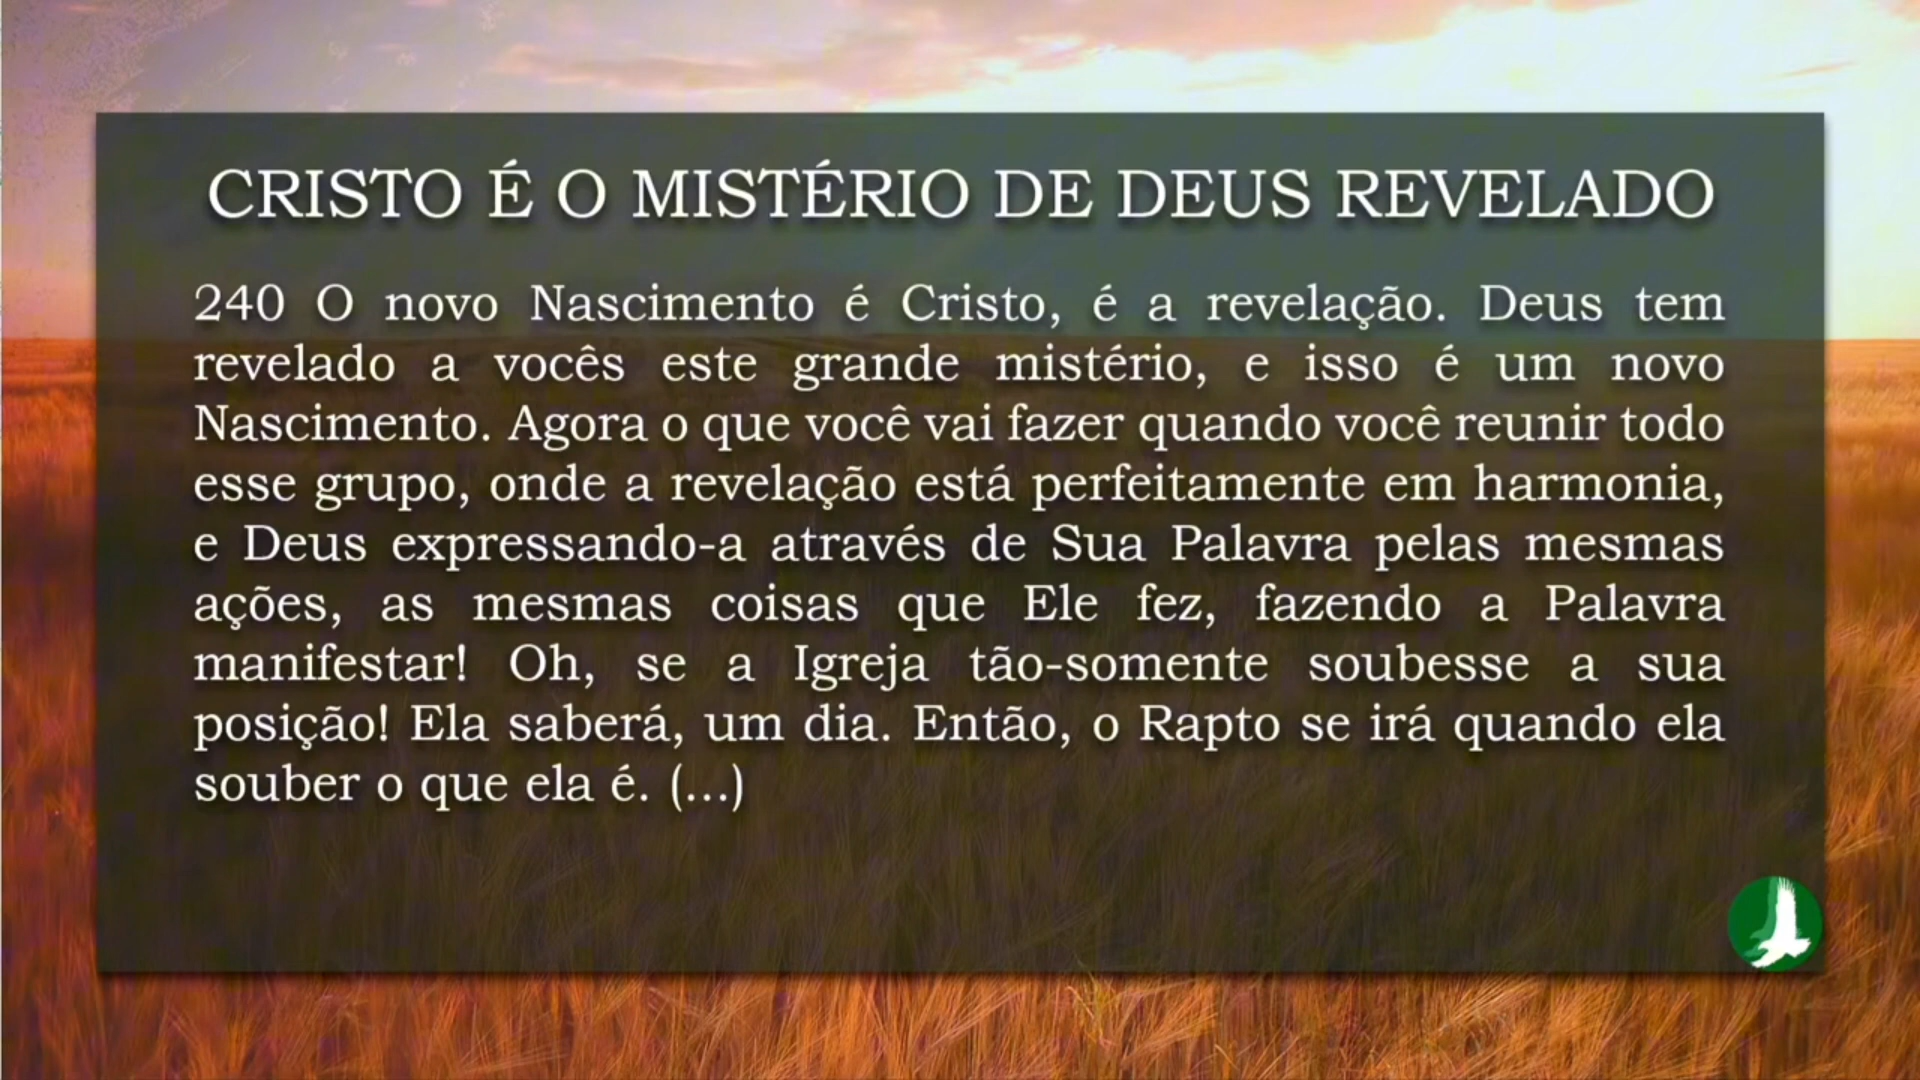 CRISTO É O MISTÉRIO DE DEUS REVELADO
240 O novo Nascimento é Cristo, é a revelação. Deus tem
revelado a vocês este grande mistério, e isso é um novo
Nascimento. Agora o que você vai fazer quando você reunir todo
esse grupo, onde a revelação está perfeitamente em harmonia,
e Deus expressando-a através de Sua Palavra pelas mesmas
ações, as mesmas coisas que Ele fez, fazendo a Palavra
manifestar! Oh, se a Igreja tão-somente soubesse a sua
posição! Ela saberá, um dia. Então, o Rapto se irá quando ela
souber o que ela é. (...)